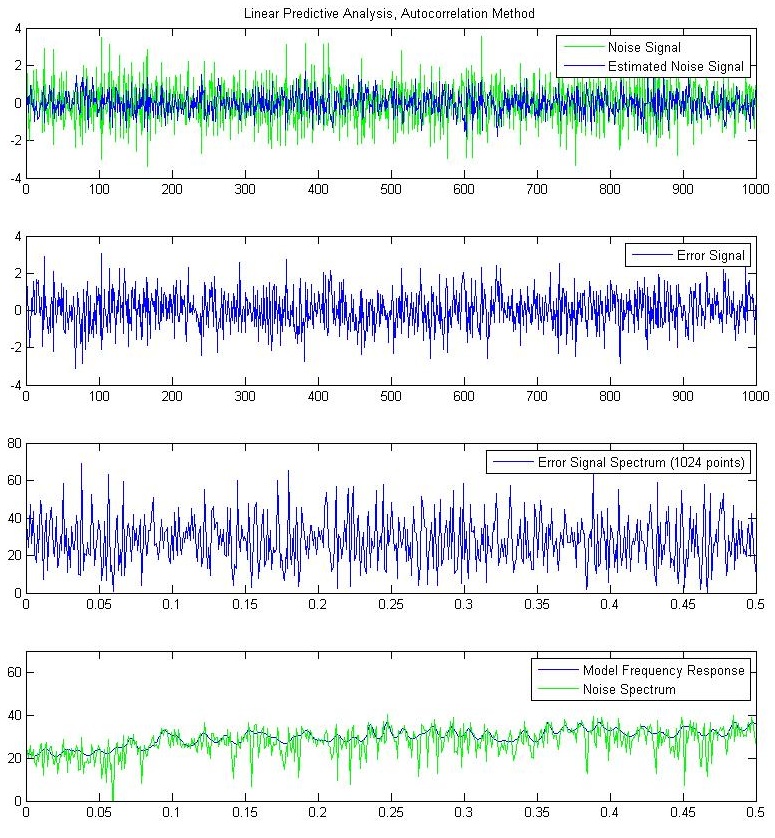 Linear Predictive Analysis, Autocorrelation Method
4
2
0
-2
-4
Noise Signal
Estimated Noise Signal
0 100 200 300 400 500 600 700 800 900 1000
4
2
0
-2
-4
Error Signal
0 100 200 300 400 500 600 700 800 900 1000
80
60
40
20
0
Error Signal Spectrum (1024 points)
0 0.05 0.1 0.15 0.2 0.25 0.3 0.35 0.4 0.45 0.5
60
40
20
0
Model Frequency Response
Noise Spectrum
0 0.05 0.1 0.15 0.2 0.25 0.3 0.35 0.4 0.45 0.5